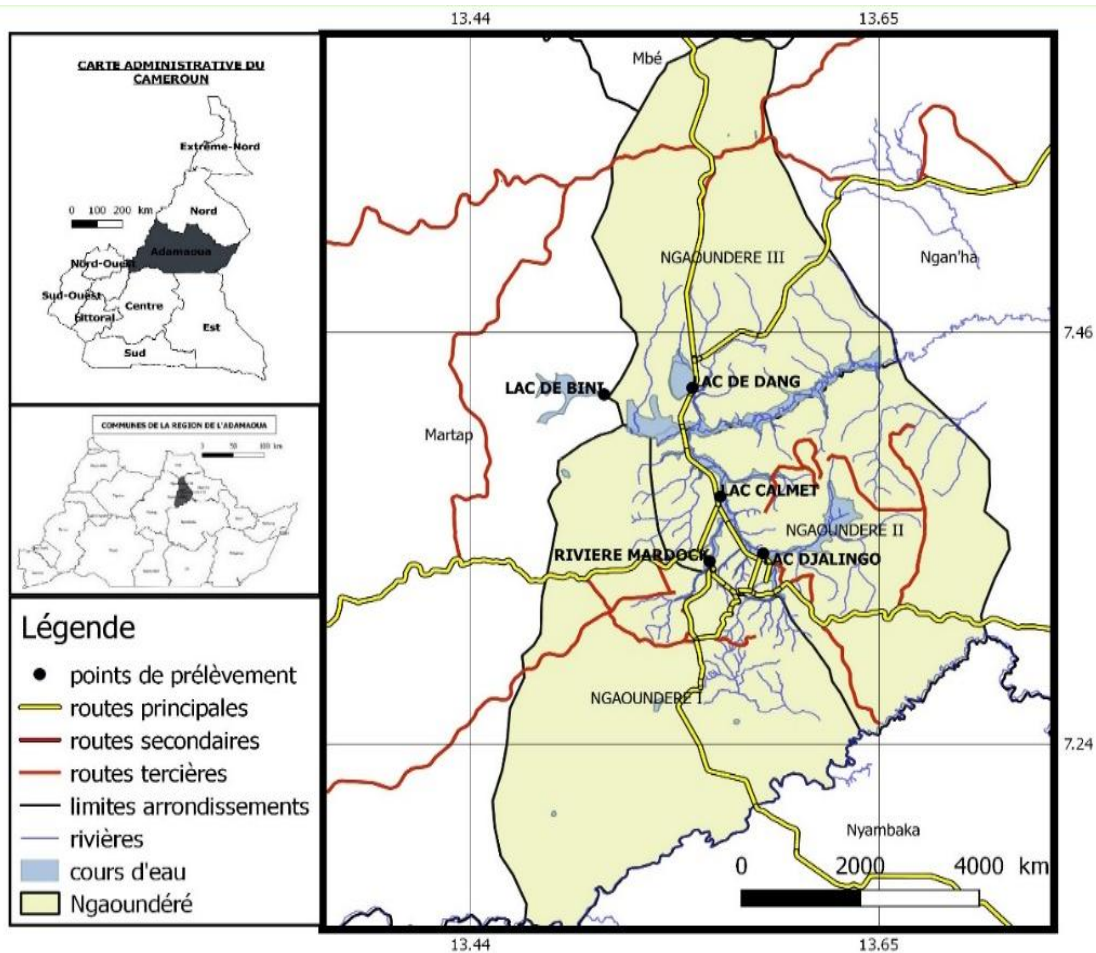 13.44
13.65
CARTE ADMINISTRATIVE DU
CAMEROUN
Extrême-Nord
0 100 200 km
Nord
Adamaoua
Nord-Ouest
Sud-Ouest
Centre
Littoral
Est
Sud
COMMUNES DE LA REGION DE L'ADAMAOUA
0 50 100 km
Légende
points de prélèvement
routes principales
routes secondaires
routes tercières
limites arrondissements
rivières
cours d'eau
Ngaoundéré
Mbé
NGAOUNDERE III
Ngan'ha
7.46
LAC DE BINI
LAC DE DANG
Martap
LAC CALMET
NGAOUNDERE II
RIVIERE MARDOCK
LAC DJALINGO
NGAOUNDERE I
7.24
Nyambaka
0 2000 4000 km
13.44
13.65